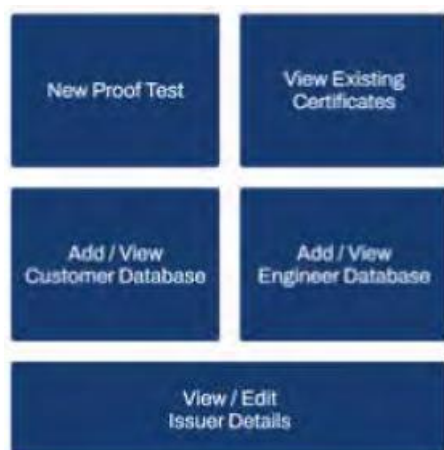 New Proof Test
View Existing
Certificates
Add / View
Customer Database
Add / View
Engineer Database
View / Edit
Issuer Details